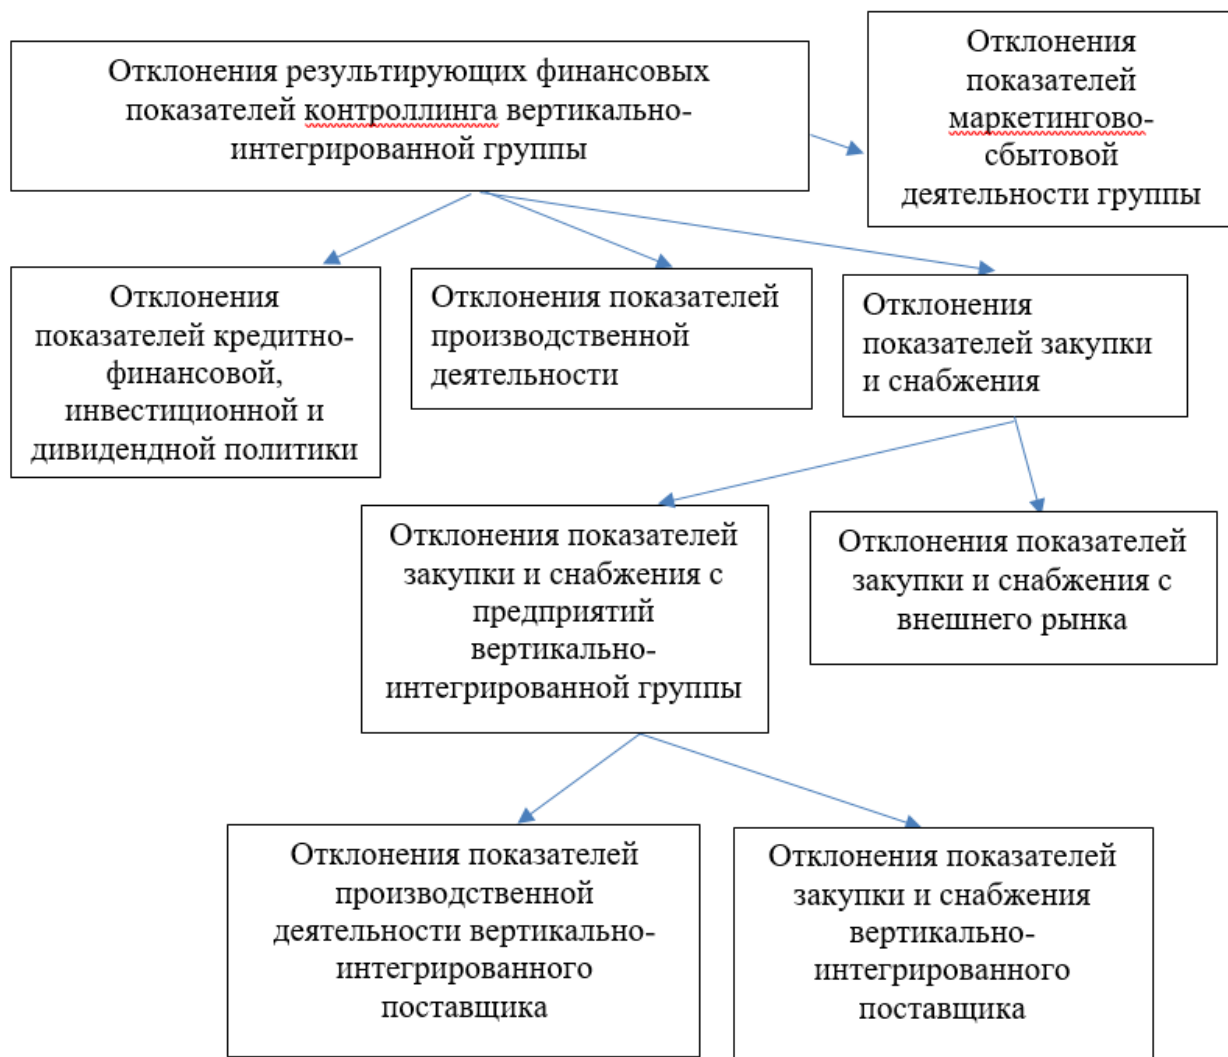 Отклонения результирующих финансовых
показателей контроллинга вертикально-
интегрированной группы
Отклонения
показателей
маркетингово-
сбытовой
деятельности группы
Отклонения
показателей кредитно-
финансовой,
инвестиционной и
дивидендной политики
Отклонения показателей
производственной
деятельности
Отклонения
показателей закупки
и снабжения
Отклонения показателей
закупки и снабжения с
предприятий
вертикально-
интегрированной группы
Отклонения показателей
закупки и снабжения с
внешнего рынка
Отклонения показателей
производственной
деятельности вертикально-
интегрированного
поставщика
Отклонения показателей
закупки и снабжения
вертикально-
интегрированного
поставщика